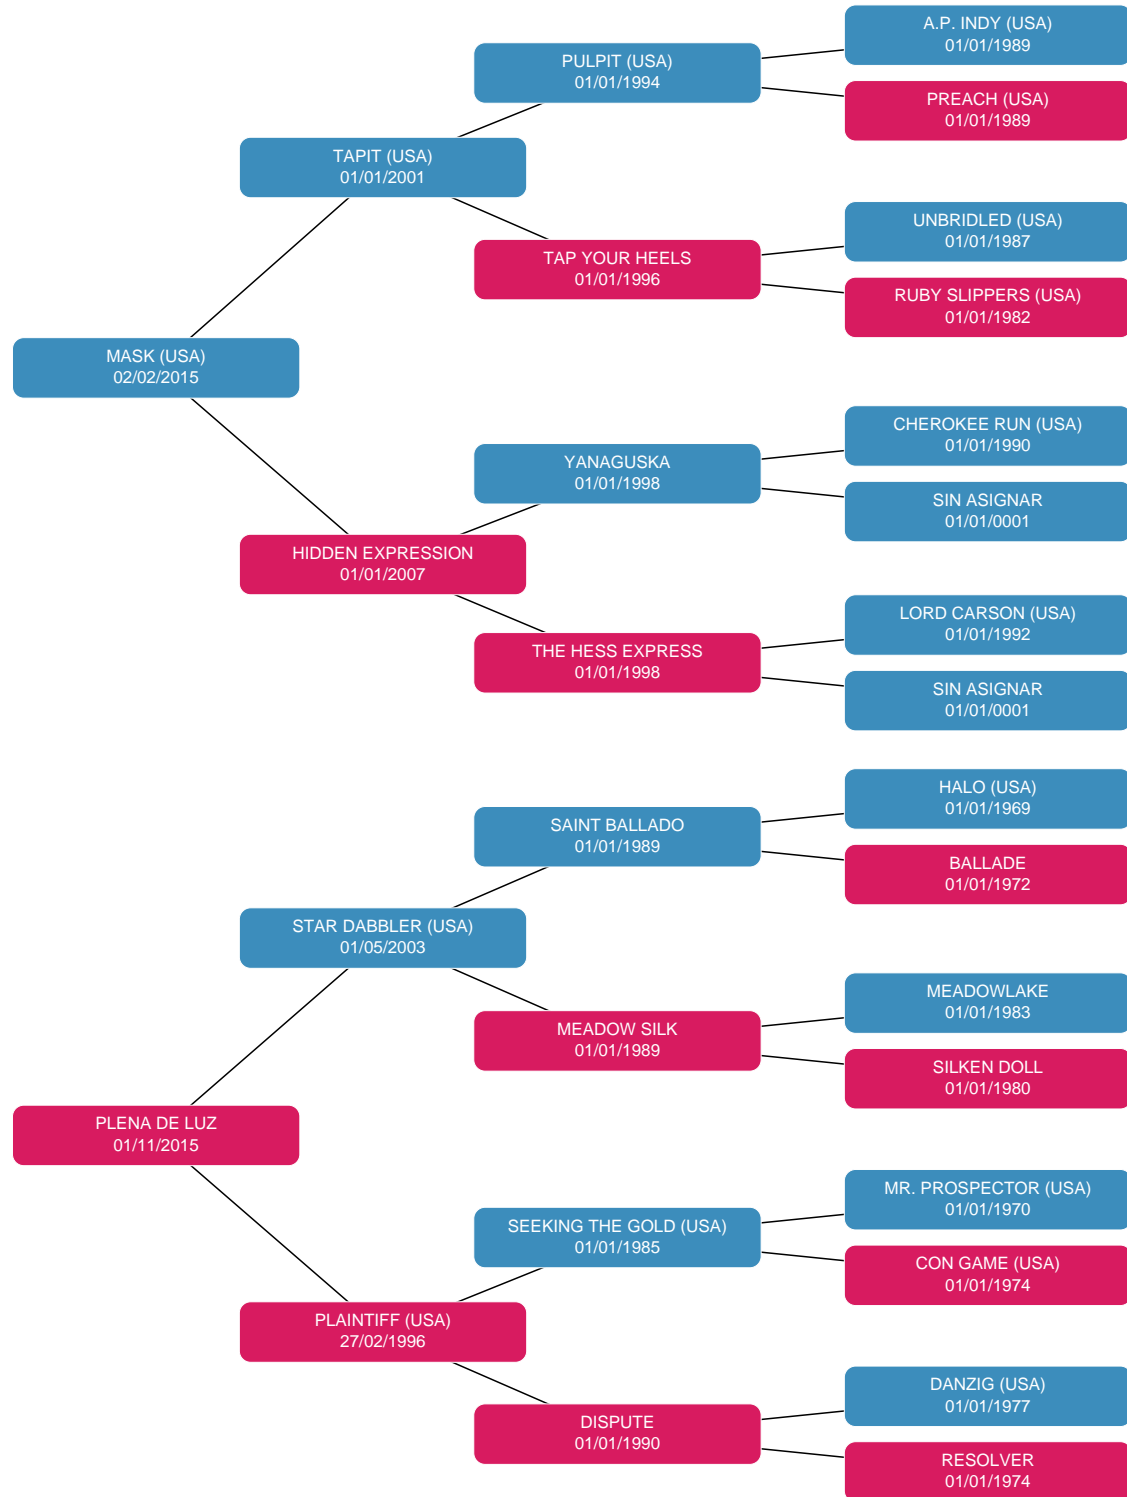 A.P. INDY (USA)
01/01/1989
PULPIT (USA)
01/01/1994
PREACH (USA)
01/01/1989
TAPIT (USA)
01/01/2001
UNBRIDLED (USA)
01/01/1987
TAP YOUR HEELS
01/01/1996
RUBY SLIPPERS (USA)
01/01/1982
MASK (USA)
02/02/2015
CHEROKEE RUN (USA)
01/01/1990
YANAGUSKA
01/01/1998
SIN ASIGNAR
01/01/0001
HIDDEN EXPRESSION
01/01/2007
LORD CARSON (USA)
01/01/1992
THE HESS EXPRESS
01/01/1998
SIN ASIGNAR
01/01/0001
HALO (USA)
01/01/1969
SAINT BALLADO
01/01/1989
BALLADE
01/01/1972
STAR DABBLER (USA)
01/05/2003
MEADOWLAKE
01/01/1983
MEADOW SILK
01/01/1989
SILKEN DOLL
01/01/1980
PLENA DE LUZ
01/11/2015
MR. PROSPECTOR (USA)
01/01/1970
SEEKING THE GOLD (USA)
01/01/1985
CON GAME (USA)
01/01/1974
PLAINTIFF (USA)
27/02/1996
DANZIG (USA)
01/01/1977
DISPUTE
01/01/1990
RESOLVER
01/01/1974